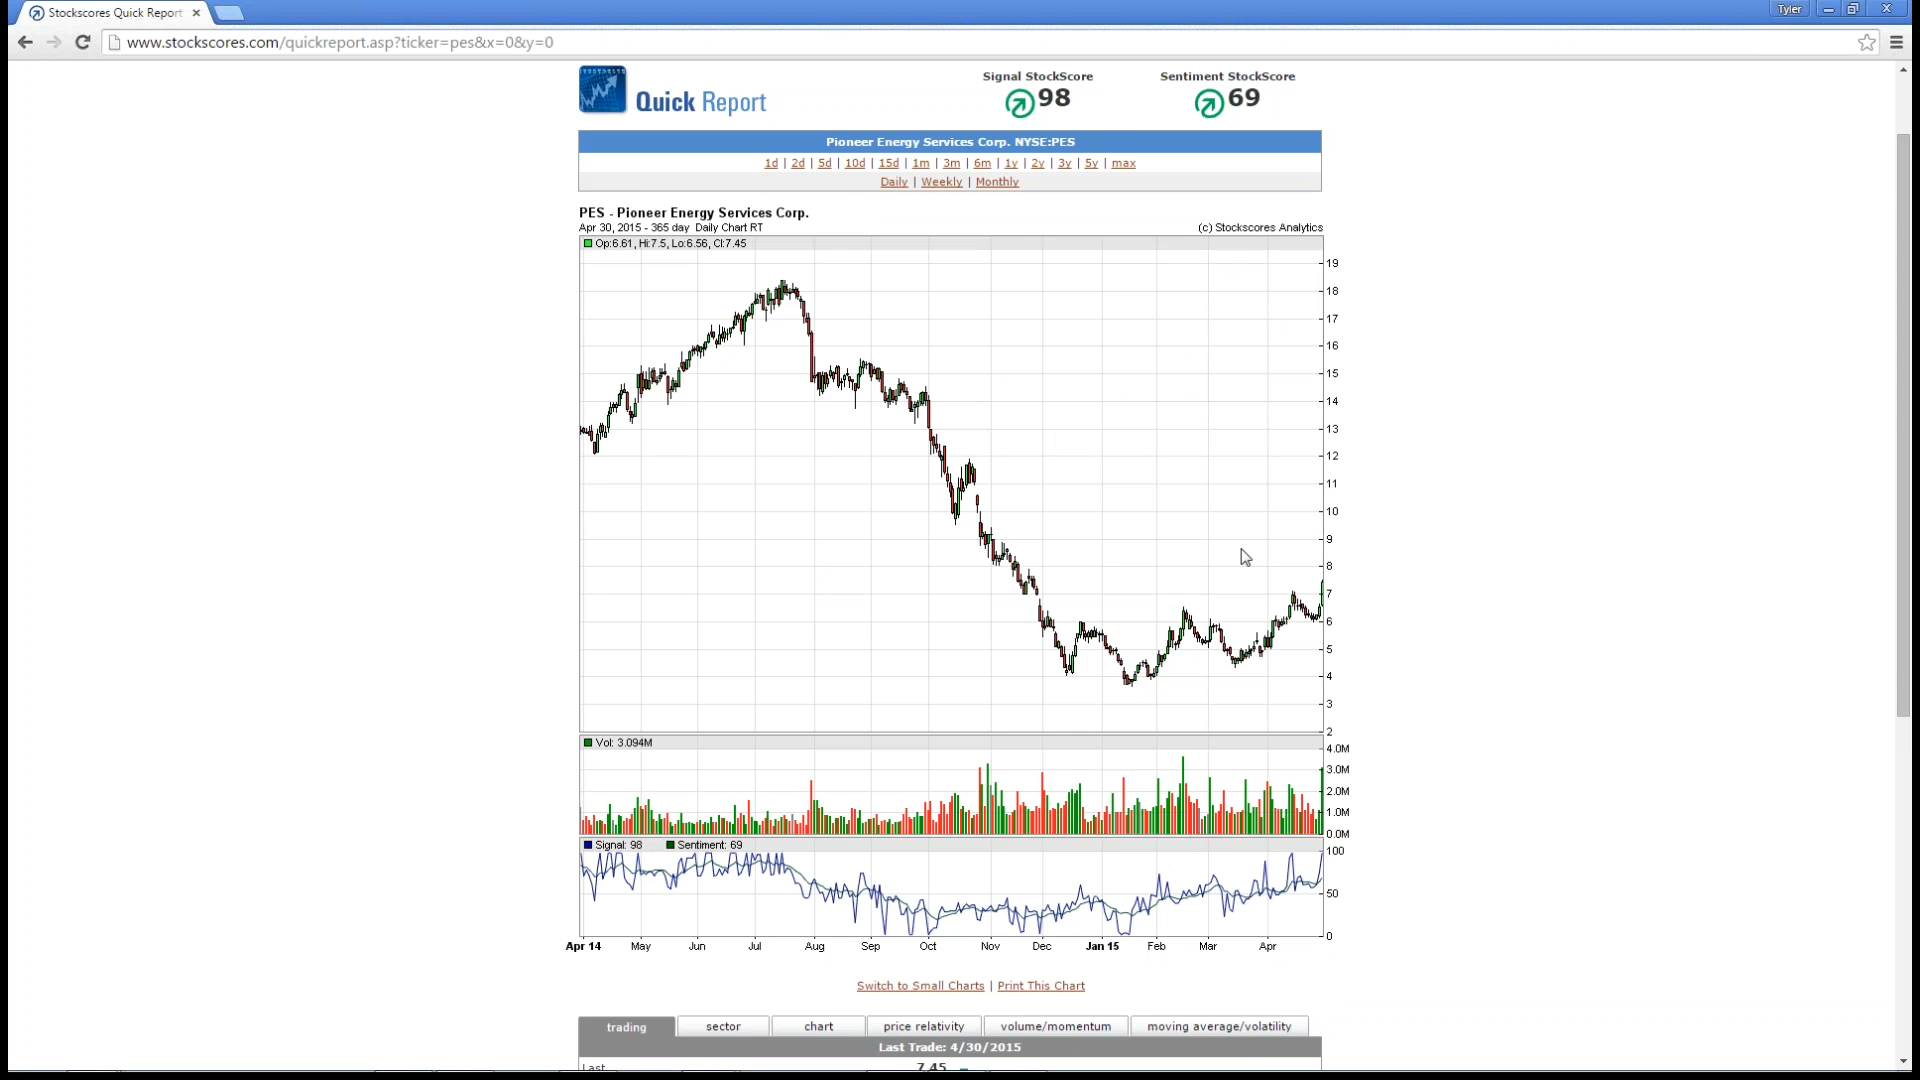 Stockscores Quick Report
Tyler
www.stockscores.com/quickreport.asp?ticker=pes&x=0&y=0
Quick Report
Signal StockScore
98
Sentiment StockScore
69
Pioneer Energy Services Corp. NYSE:PES
1d | 2d | 5d | 10d | 15d | 1m | 3m | 6m | 1y | 2y | 3y | 5y | max
Daily | Weekly | Monthly
PES - Pioneer Energy Services Corp.
Apr 30, 2015 - 365 day Daily Chart RT
(c) Stockscores Analytics
Op:6.61, Hi:7.5, Lo:6.56, Cl:7.45
19
18
17
16
15
14
13
12
11
10
9
8
7
6
5
4
3
2
Vol: 3.094M
4.0M
3.0M
2.0M
1.0M
0.0M
Signal: 98 Sentiment: 69
100
50
0
Apr 14 May Jun Jul Aug Sep Oct Nov Dec Jan 15 Feb Mar Apr
Switch to Small Charts | Print This Chart
trading sector chart price relativity volume/momentum moving average/volatility
Last Trade: 4/30/2015
Last 7.45